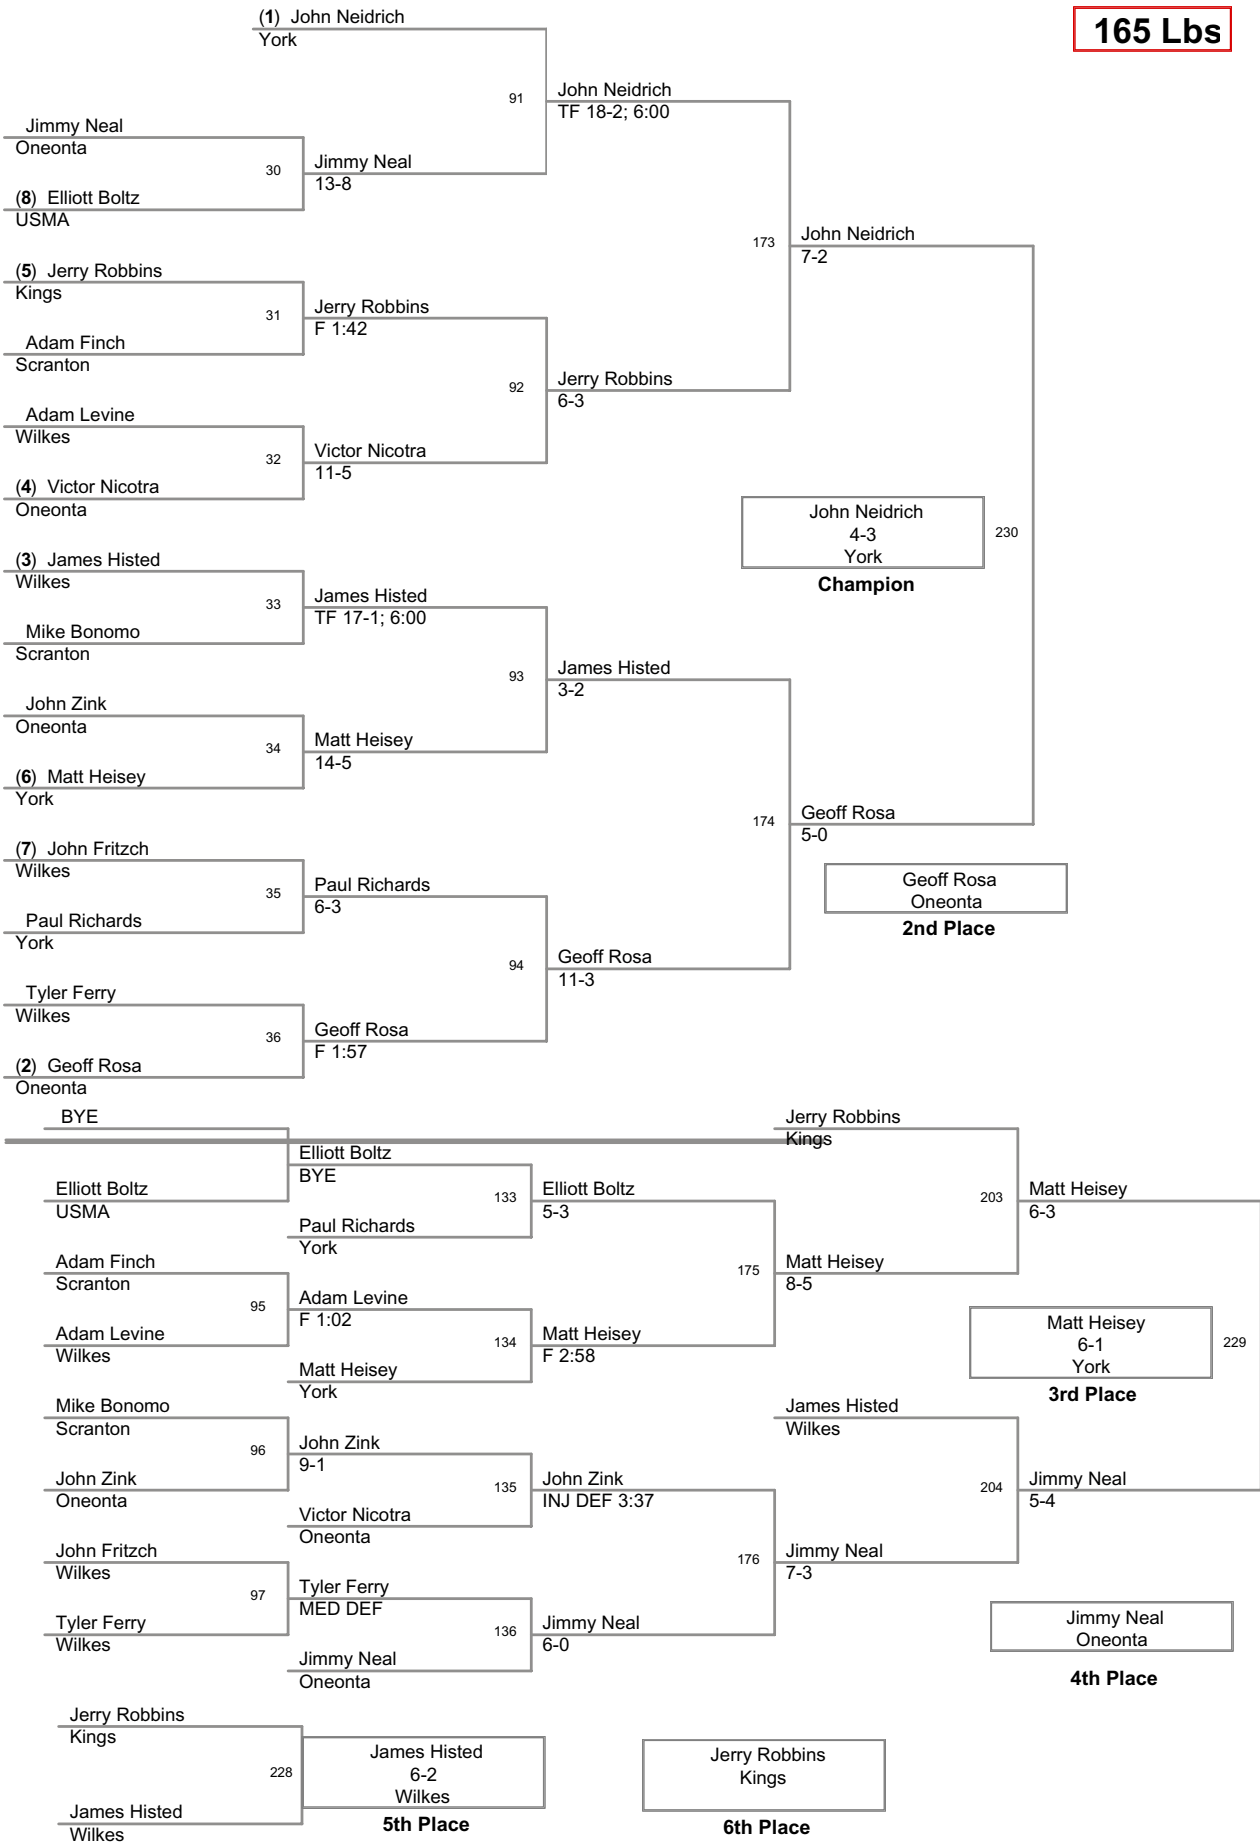 (1) John Neidrich
York
165 Lbs
91
John Neidrich
TF 18-2; 6:00
Jimmy Neal
Oneonta
30
Jimmy Neal
13-8
(8) Elliott Boltz
USMA
173
John Neidrich
7-2
(5) Jerry Robbins
Kings
31
Jerry Robbins
F 1:42
Adam Finch
Scranton
92
Jerry Robbins
6-3
Adam Levine
Wilkes
32
Victor Nicotra
11-5
(4) Victor Nicotra
Oneonta
John Neidrich
4-3
York
230
Champion
(3) James Histed
Wilkes
33
James Histed
TF 17-1; 6:00
Mike Bonomo
Scranton
93
James Histed
3-2
John Zink
Oneonta
34
Matt Heisey
14-5
(6) Matt Heisey
York
174
Geoff Rosa
5-0
(7) John Fritzch
Wilkes
35
Paul Richards
6-3
Geoff Rosa
Oneonta
2nd Place
Paul Richards
York
94
Geoff Rosa
11-3
Tyler Ferry
Wilkes
36
Geoff Rosa
F 1:57
(2) Geoff Rosa
Oneonta
BYE
Jerry Robbins
Kings
Elliott Boltz
BYE
Elliott Boltz
USMA
133
Elliott Boltz
5-3
203
Matt Heisey
6-3
Paul Richards
York
Adam Finch
Scranton
175
Matt Heisey
8-5
95
Adam Levine
F 1:02
Adam Levine
Wilkes
134
Matt Heisey
F 2:58
Matt Heisey
6-1
York
229
3rd Place
Matt Heisey
York
Mike Bonomo
Scranton
James Histed
Wilkes
96
John Zink
9-1
John Zink
Oneonta
135
John Zink
INJ DEF 3:37
204
Jimmy Neal
5-4
Victor Nicotra
Oneonta
John Fritzch
Wilkes
176
Jimmy Neal
7-3
97
Tyler Ferry
MED DEF
Tyler Ferry
Wilkes
136
Jimmy Neal
6-0
Jimmy Neal
Oneonta
4th Place
Jimmy Neal
Oneonta
Jerry Robbins
Kings
228
James Histed
6-2
Wilkes
5th Place
Jerry Robbins
Kings
6th Place
James Histed
Wilkes